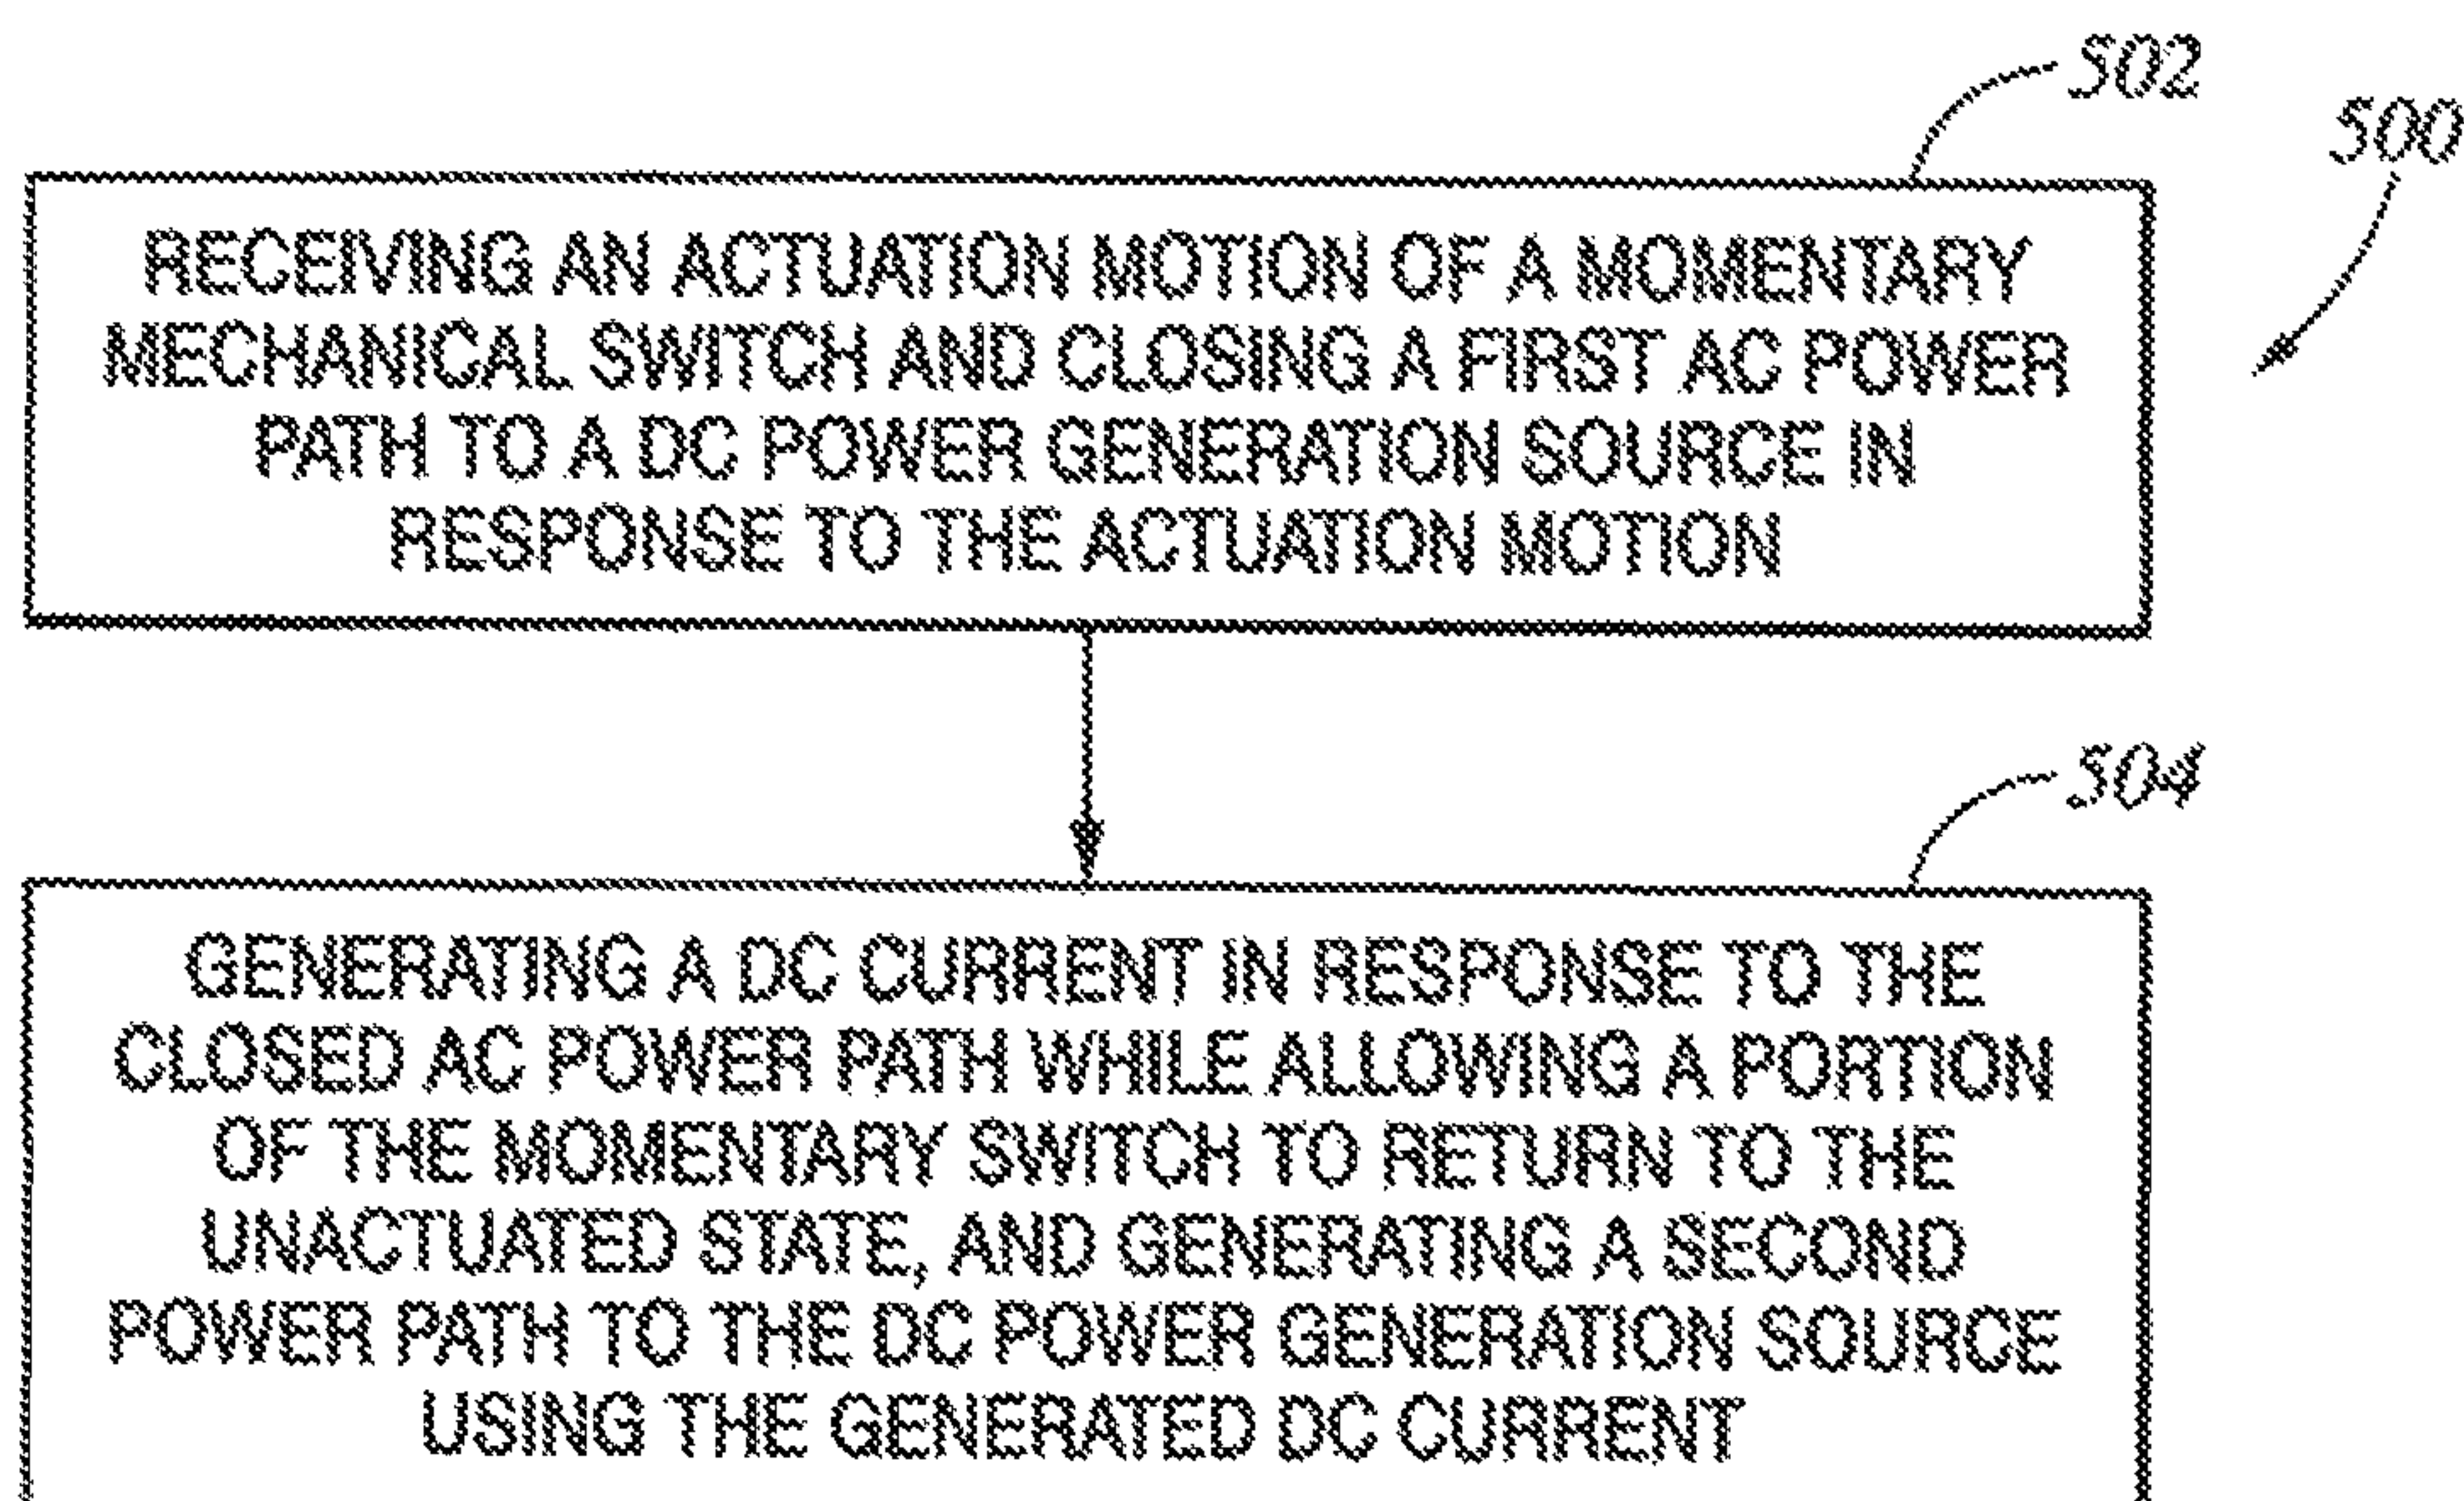 502
500
RECEIVING AN ACTUATION MOTION OF A MOMENTARY
MECHANICAL SWITCH AND CLOSING A FIRST AC POWER
PATH TO A DC POWER GENERATION SOURCE IN
RESPONSE TO THE ACTUATION MOTION
504
GENERATING A DC CURRENT IN RESPONSE TO THE
CLOSED AC POWER PATH WHILE ALLOWING A PORTION
OF THE MOMENTARY SWITCH TO RETURN TO THE
UNACTUATED STATE, AND GENERATING A SECOND
POWER PATH TO THE DC POWER GENERATION SOURCE
USING THE GENERATED DC CURRENT